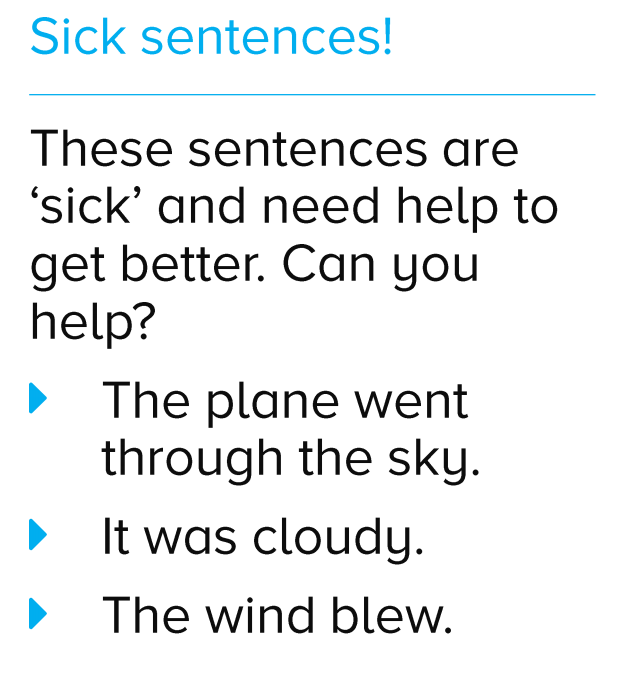 Sick sentences!
These sentences are
‘sick’ and need help to
get better. Can you
help?
The plane went
through the sky.
It was cloudy.
The wind blew.